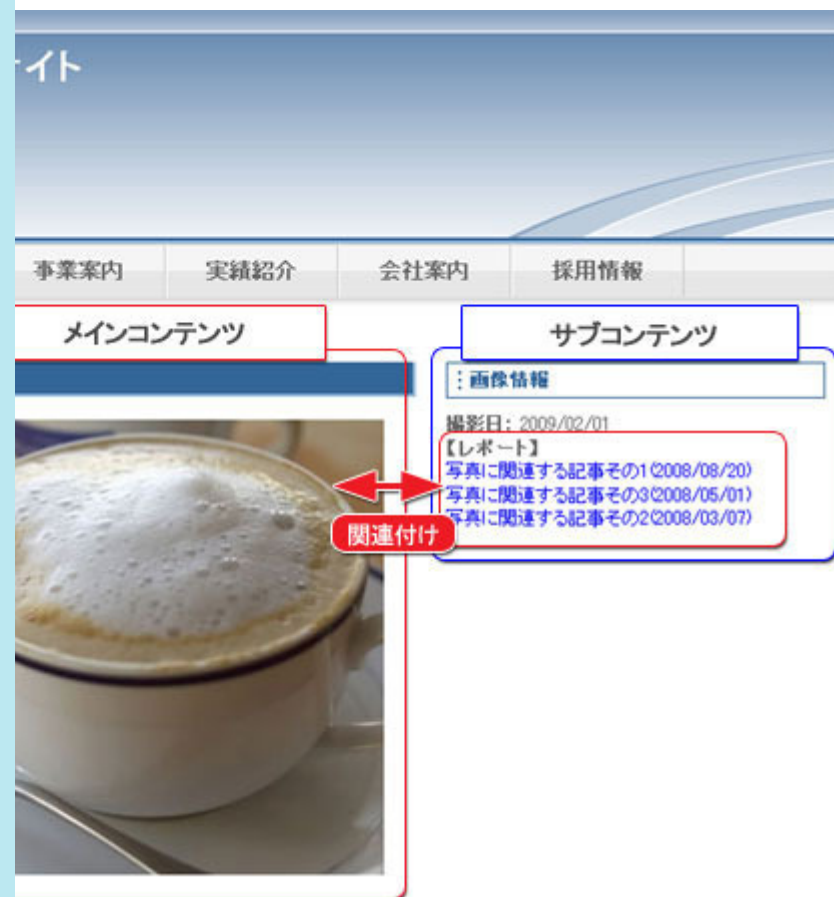 サイト
事業案内 実績紹介 会社案内 採用情報
メインコンテンツ
サブコンテンツ
画像情報
撮影日: 2009/02/01
【レポート】
写真に関連する記事その1(2008/08/20)
写真に関連する記事その3(2008/05/01)
写真に関連する記事その2(2008/03/07)
関連付け